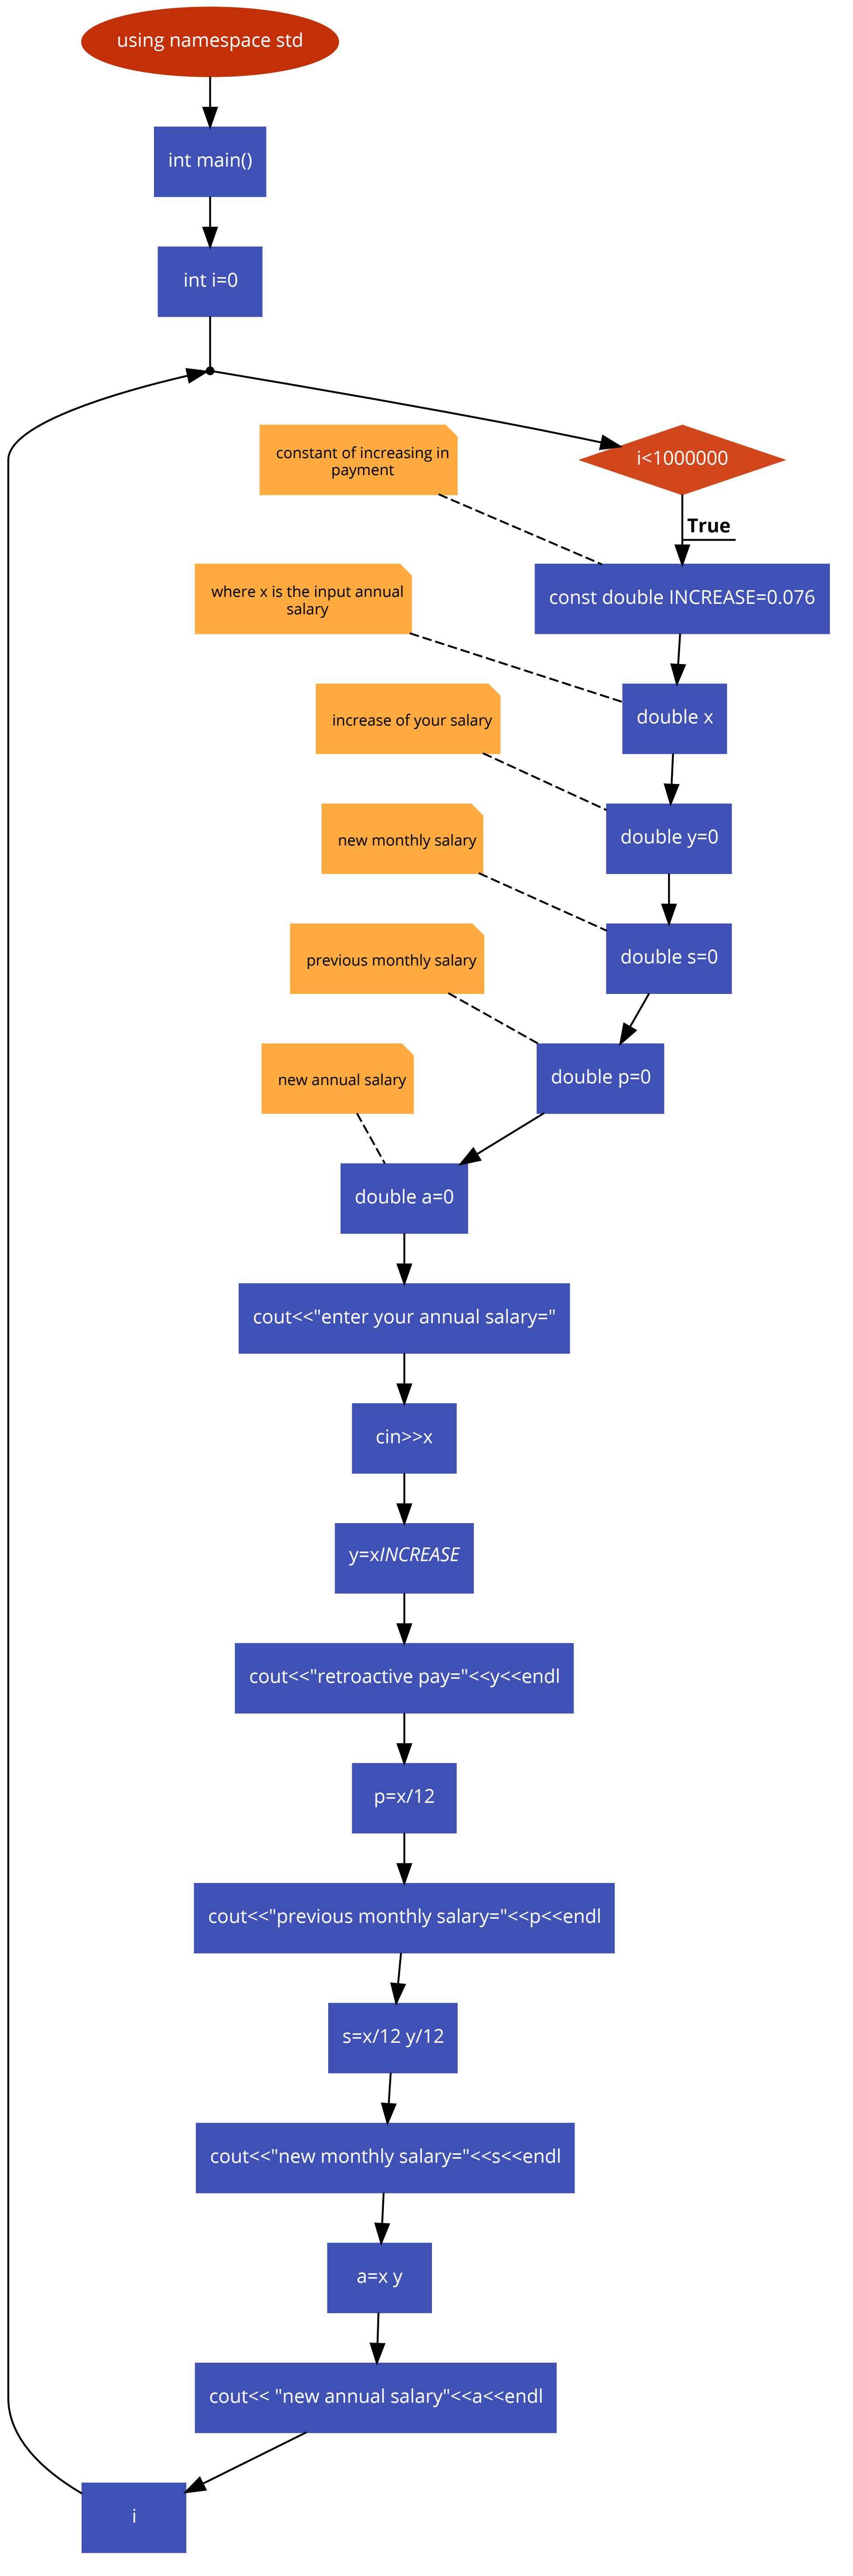 using namespace std
int main()
int i=0
i<1000000
constant of increasing in
payment
True
const double INCREASE=0.076
where x is the input annual
salary
double x
increase of your salary
double y=0
new monthly salary
double s=0
previous monthly salary
double p=0
new annual salary
double a=0
cout<<"enter your annual salary="
cin>>x
y=xINCREASE
cout<<"retroactive pay="<<y<<endl
p=x/12
cout<<"previous monthly salary="<<p<<endl
s=x/12 y/12
cout<<"new monthly salary="<<s<<endl
a=x y
cout<< "new annual salary"<<a<<endl
i